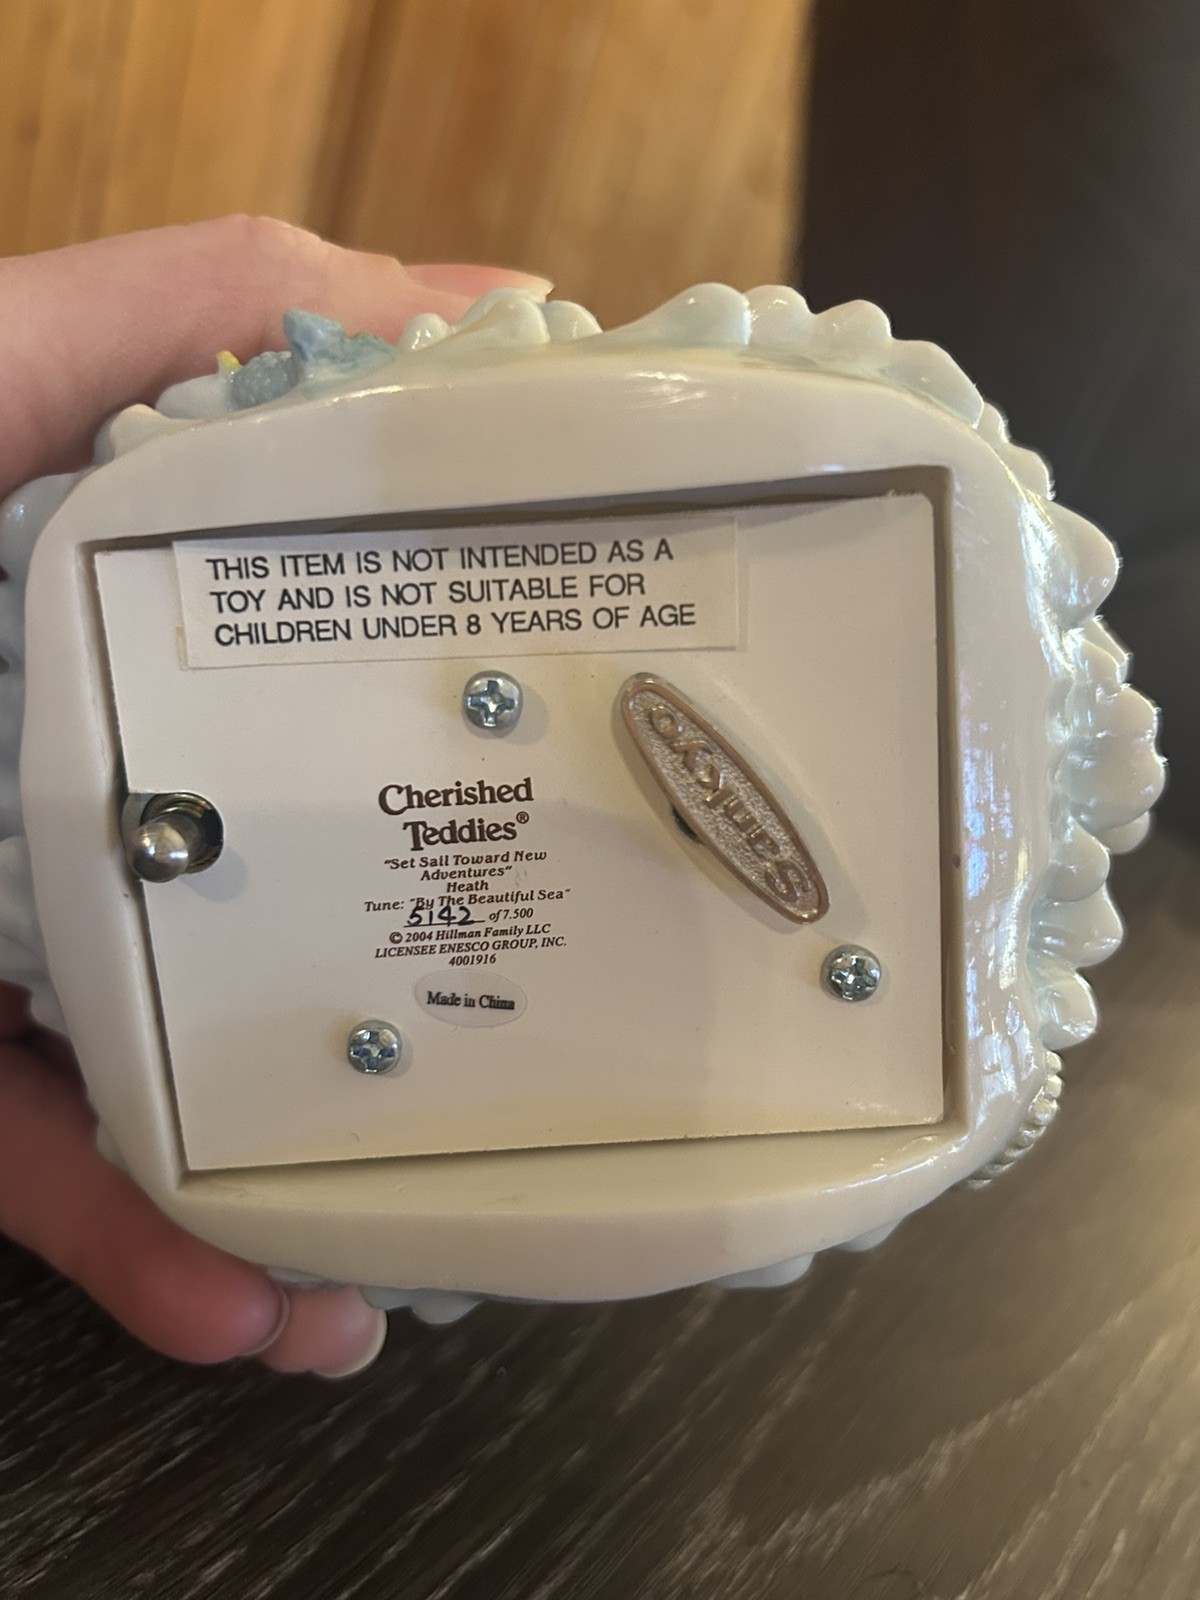 THIS ITEM IS NOT INTENDED AS A
TOY AND IS NOT SUITABLE FOR
CHILDREN UNDER 8 YEARS OF AGE
Sankyo
Cherished
Teddies®
"Set Sail Toward New
Adventures"
Heath
Tune: "By The Beautiful Sea"
5142 of 7.500
© 2004 Hillman Family LLC
LICENSEE ENESCO GROUP, INC.
4001916
Made in China